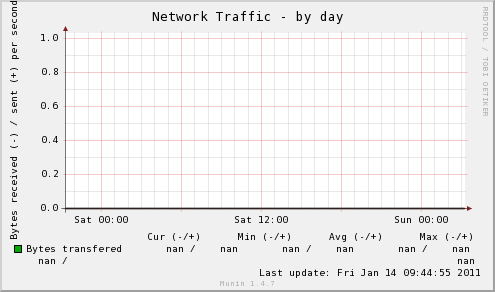 Network Traffic - by day
RRDTOOL / TOBI OETIKER
Bytes received (-) / sent (+) per second
1.0
0.8
0.6
0.4
0.2
0.0
Sat 00:00 Sat 12:00 Sun 00:00
Cur (-/+) Min (-/+) Avg (-/+) Max (-/+)
Bytes transfered nan / nan nan / nan nan / nan
nan / nan
Last update: Fri Jan 14 09:44:55 2011
Munin 1.4.7